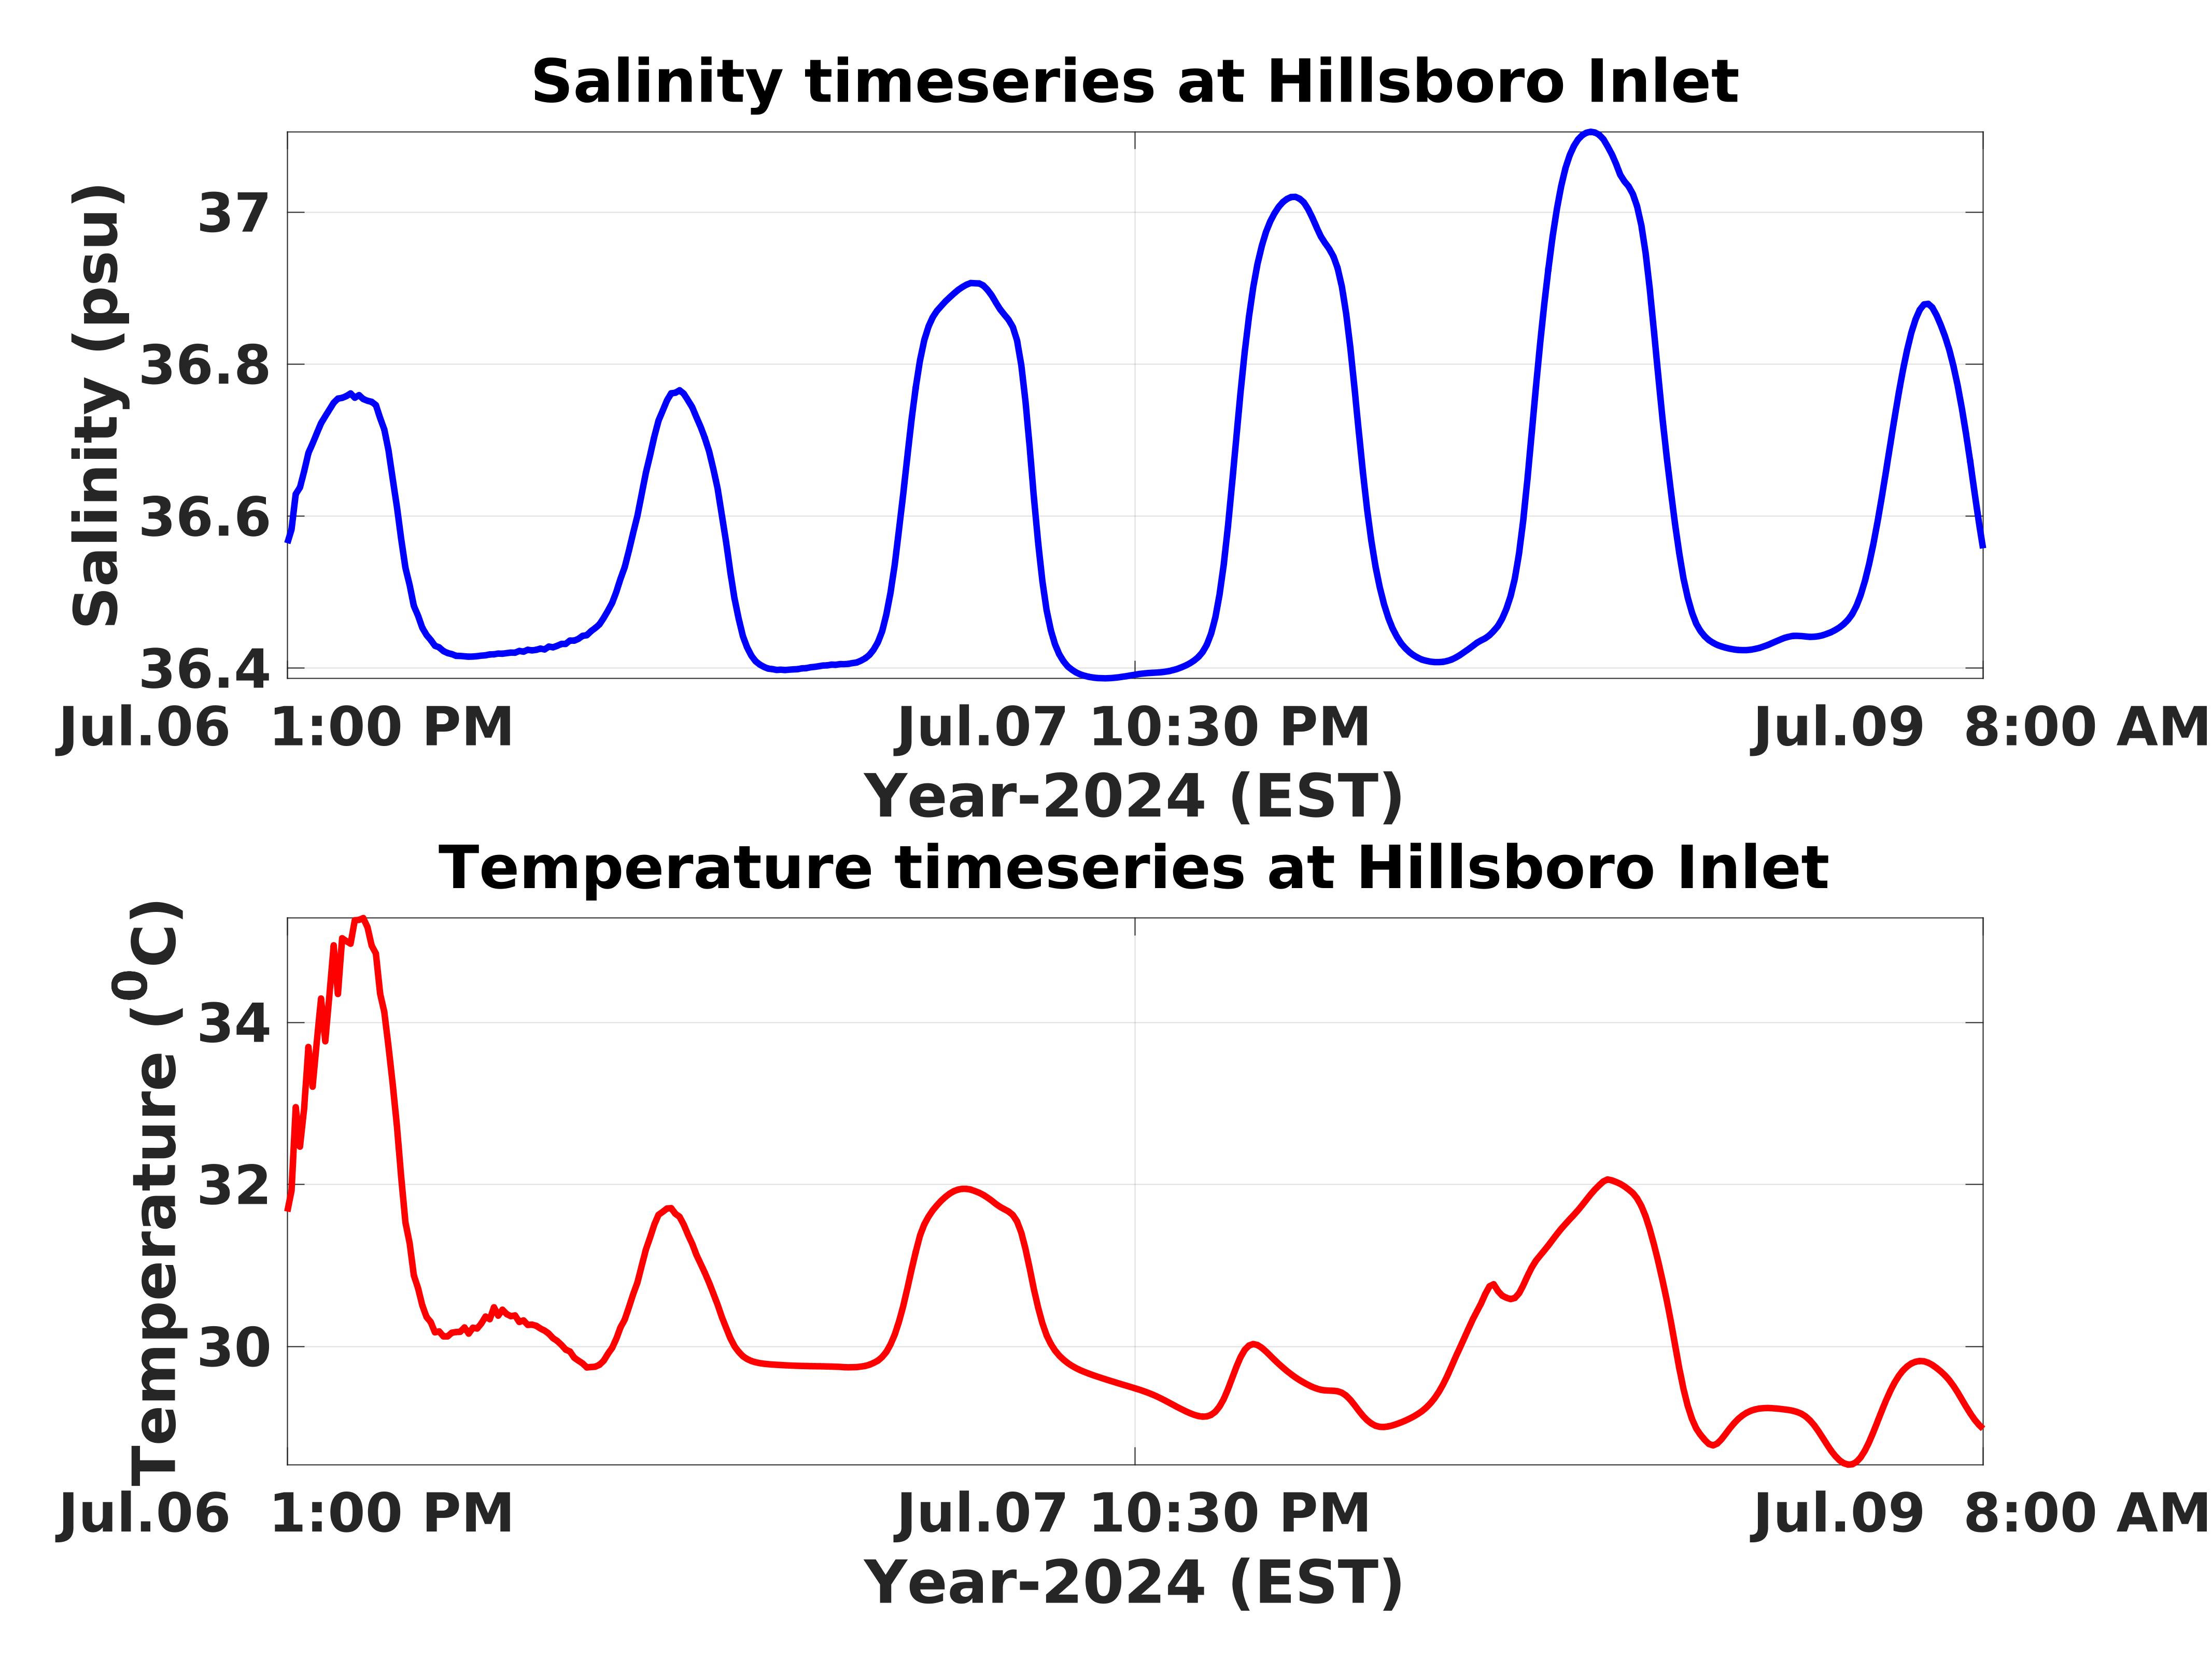 Salinity timeseries at Hillsboro Inlet
Salinity (psu)
37
36.8
36.6
36.4
Jul.06  1:00 PM
Jul.07 10:30 PM
Jul.09  8:00 AM
Year-2024 (EST)
Temperature timeseries at Hillsboro Inlet
Temperature (⁰C)
34
32
30
Jul.06  1:00 PM
Jul.07 10:30 PM
Jul.09  8:00 AM
Year-2024 (EST)